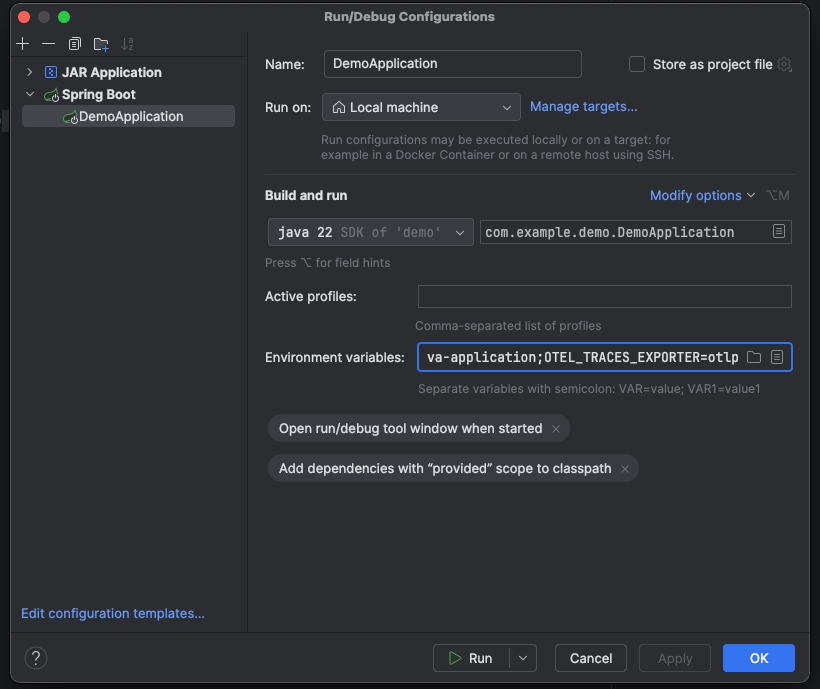 Run/Debug Configurations
JAR Application
Spring Boot
DemoApplication
Edit configuration templates...
Name: DemoApplication Store as project file
Run on: Local machine Manage targets...
Run configurations may be executed locally or on a target: for
example in a Docker Container or on a remote host using SSH.
Build and run Modify options ⌥M
java 22 SDK of 'demo' com.example.demo.DemoApplication
Press ⌥ for field hints
Active profiles:
Comma-separated list of profiles
Environment variables: va-application;OTEL_TRACES_EXPORTER=otlp
Separate variables with semicolon: VAR=value; VAR1=value1
Open run/debug tool window when started ×
Add dependencies with “provided” scope to classpath ×
? Run Cancel Apply OK